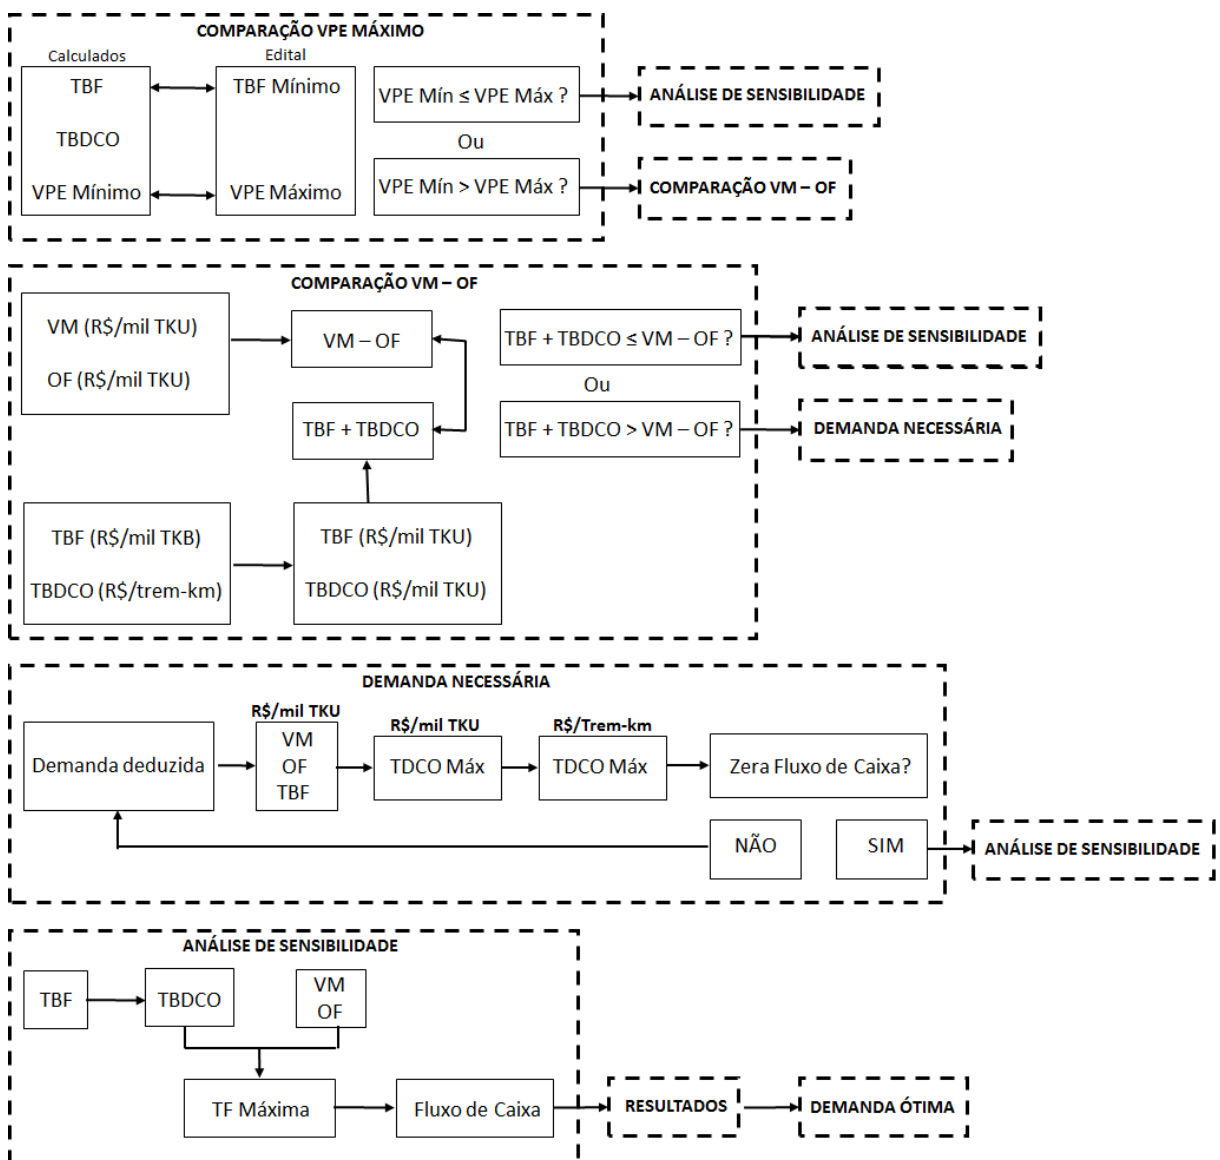 COMPARAÇÃO VPE MÁXIMO
Calculados
Edital
TBF
TBF Mínimo
TBDCO
VPE Mínimo
VPE Máximo
VPE Mín ≤ VPE Máx ?
Ou
VPE Mín > VPE Máx ?
ANÁLISE DE SENSIBILIDADE
COMPARAÇÃO VM – OF
COMPARAÇÃO VM – OF
VM (R$/mil TKU)
OF (R$/mil TKU)
VM – OF
TBF + TBDCO
TBF + TBDCO ≤ VM – OF ?
Ou
TBF + TBDCO > VM – OF ?
ANÁLISE DE SENSIBILIDADE
DEMANDA NECESSÁRIA
TBF (R$/mil TKB)
TBDCO (R$/trem-km)
TBF (R$/mil TKU)
TBDCO (R$/mil TKU)
DEMANDA NECESSÁRIA
Demanda deduzida
R$/mil TKU
VM
OF
TBF
R$/mil TKU
TDCO Máx
R$/Trem-km
TDCO Máx
Zera Fluxo de Caixa?
NÃO
SIM
ANÁLISE DE SENSIBILIDADE
ANÁLISE DE SENSIBILIDADE
TBF
TBDCO
VM
OF
TF Máxima
Fluxo de Caixa
RESULTADOS
DEMANDA ÓTIMA